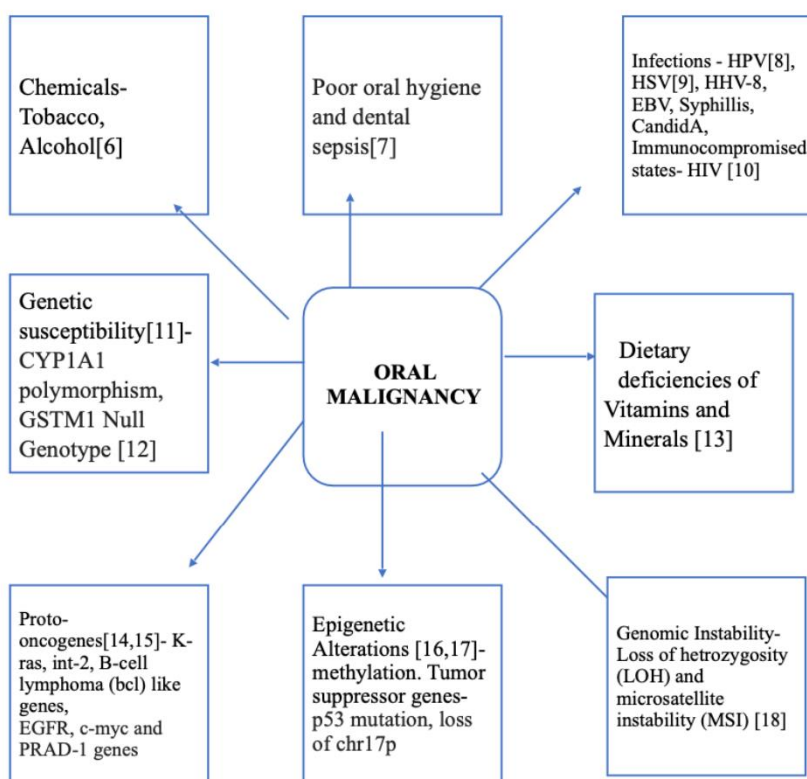 Chemicals-
Tobacco,
Alcohol[6]
Poor oral hygiene
and dental
sepsis[7]
Infections - HPV[8],
HSV[9], HHV-8,
EBV, Syphillis,
CandidA,
Immunocompromised
states- HIV [10]
Genetic
susceptibility[11]-
CYP1A1
polymorphism,
GSTM1 Null
Genotype [12]
ORAL
MALIGNANCY
Dietary
deficiencies of
Vitamins and
Minerals [13]
Proto-
oncogenes[14,15]- K-
ras, int-2, B-cell
lymphoma (bcl) like
genes,
EGFR, c-myc and
PRAD-1 genes
Epigenetic
Alterations [16,17]-
methylation. Tumor
suppressor genes-
p53 mutation, loss
of chr17p
Genomic Instability-
Loss of hetrozygosity
(LOH) and
microsatellite
instability (MSI) [18]